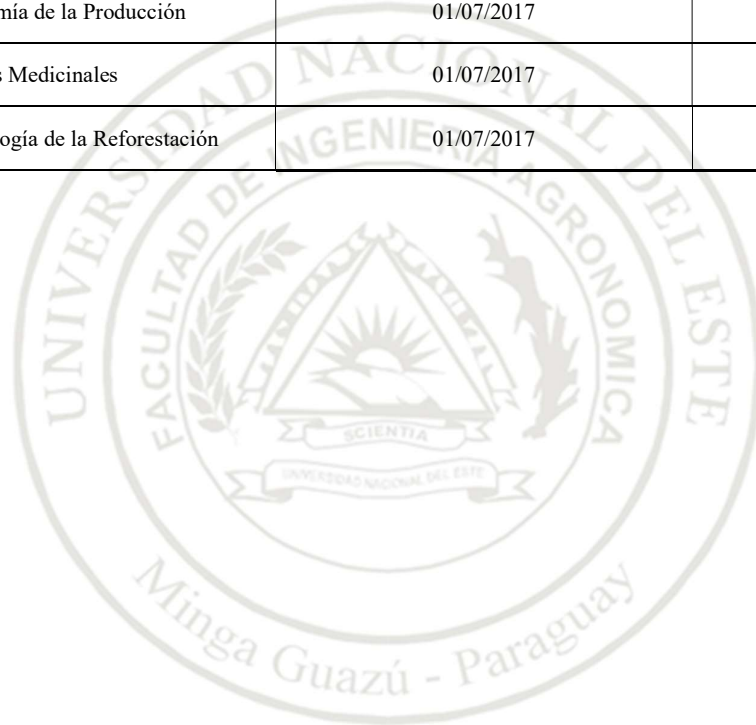 mía de la Producción 01/07/2017
s Medicinales 01/07/2017
ogía de la Reforestación 01/07/2017
UNIVERSIDAD NACIONAL DEL ESTE
FACULTAD DE INGENIERIA AGRONOMICA
SCIENTIA
UNIVERSIDAD NACIONAL DEL ESTE
Minga Guazú - Paraguay